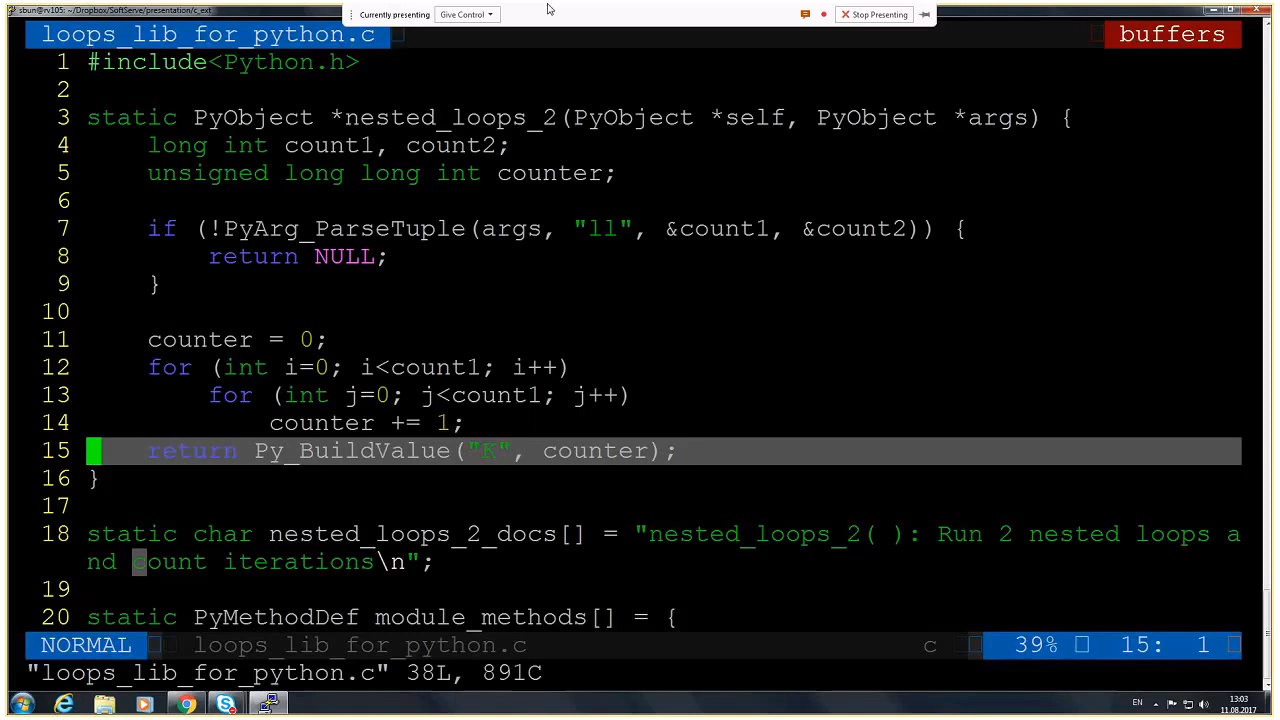 sbun@rv105: ~/Dropbox/SoftServe/presentation/c_ext
Currently presenting
Give Control
Stop Presenting
loops_lib_for_python.c
buffers
1 #include<Python.h>
2
3 static PyObject *nested_loops_2(PyObject *self, PyObject *args) {
4 long int count1, count2;
5 unsigned long long int counter;
6
7 if (!PyArg_ParseTuple(args, "ll", &count1, &count2)) {
8 return NULL;
9 }
10
11 counter = 0;
12 for (int i=0; i<count1; i++)
13 for (int j=0; j<count1; j++)
14 counter += 1;
15 return Py_BuildValue("K", counter);
16 }
17
18 static char nested_loops_2_docs[] = "nested_loops_2( ): Run 2 nested loops a
nd count iterations\n";
19
20 static PyMethodDef module_methods[] = {
NORMAL loops_lib_for_python.c c 39% 15: 1
"loops_lib_for_python.c" 38L, 891C
EN
13:03
11.08.2017